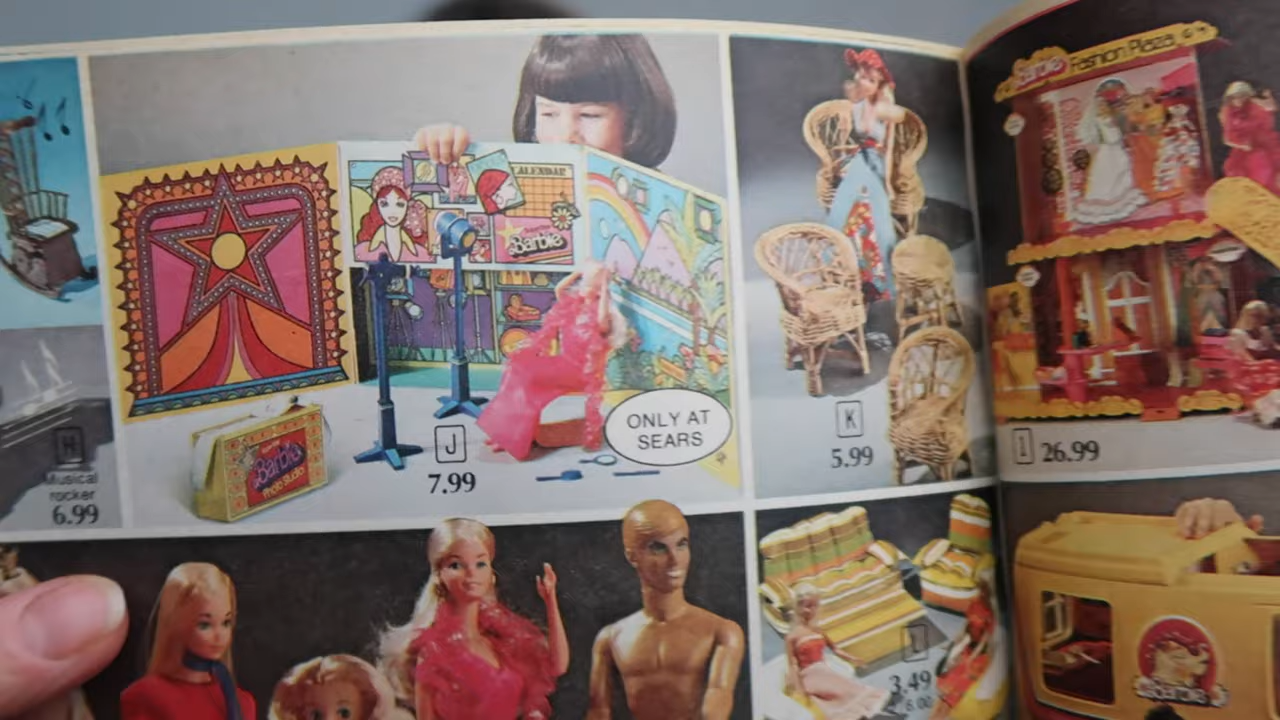 H
Musical
rocker
6.99
CALENDAR
Barbie
Barbie
Photo Studio
J
7.99
ONLY AT
SEARS
K
5.99
Barbie Fashion Plaza
26.99
3.49
Barbie